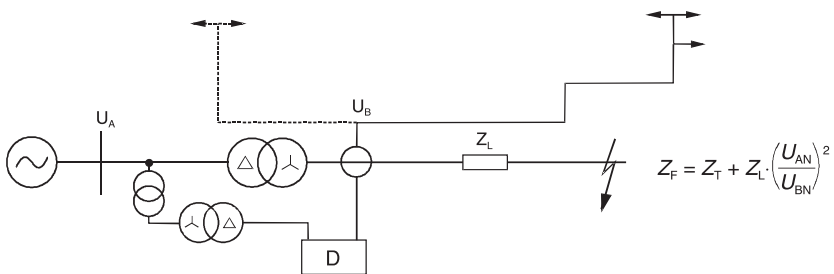 U_A
U_B
Z_L
Z_F = Z_T + Z_L·(U_AN/U_BN)^2
D